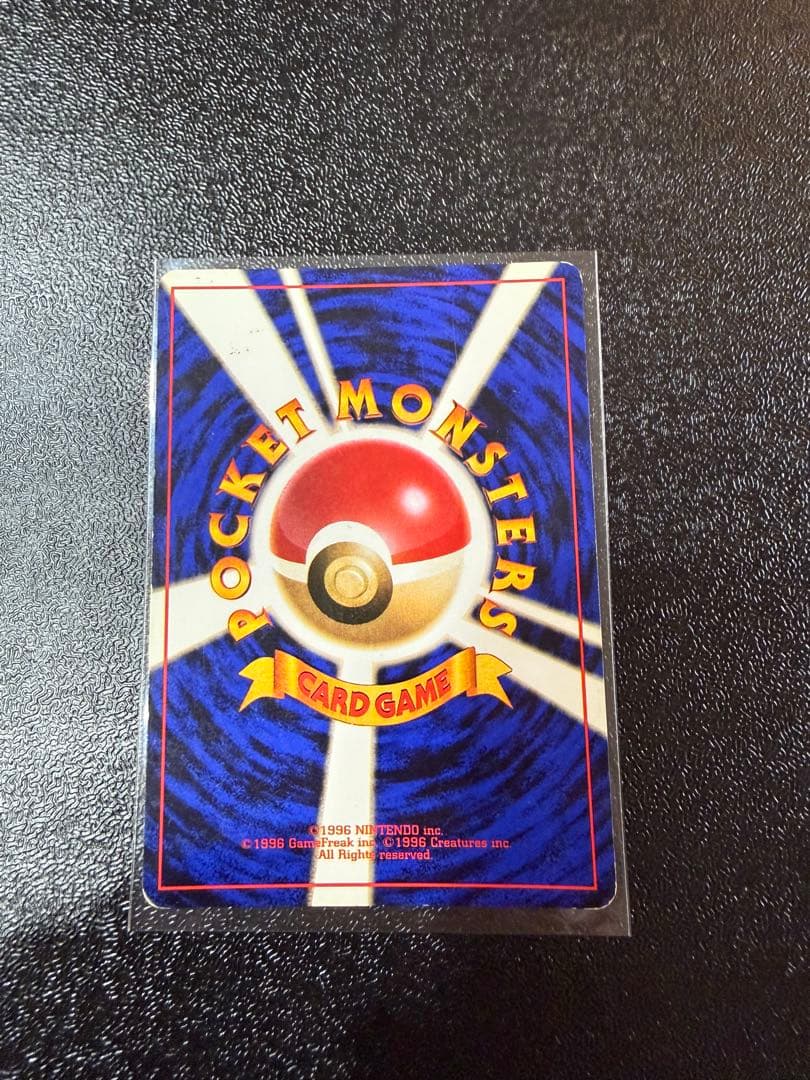 POCKET MONSTERS
CARD GAME
©1996 NINTENDO inc.
©1996 GameFreak inc. ©1996 Creatures inc.
All Rights reserved.